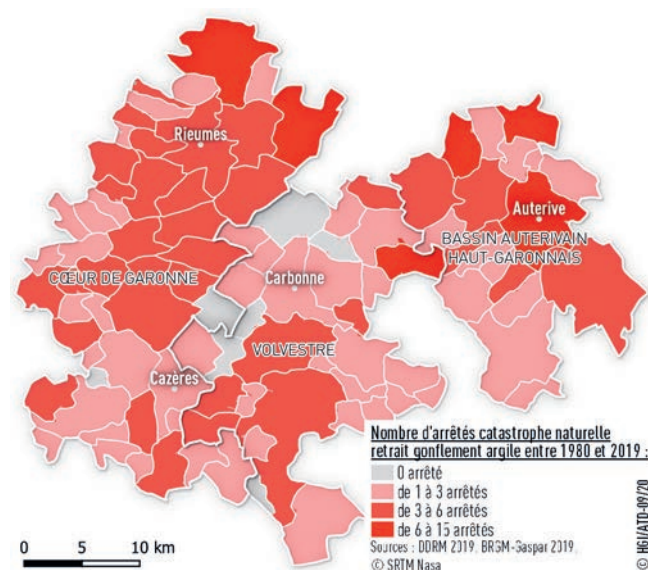 Rieumes
Auterive
BASSIN AUTERIVAIN
HAUT-GARONNAIS
CŒUR DE GARONNE
Carbonne
VOLVESTRE
Cazères
Nombre d'arrêtés catastrophe naturelle
retrait gonflement argile entre 1980 et 2019 :
0 arrêté
de 1 à 3 arrêtés
de 3 à 6 arrêtés
de 6 à 15 arrêtés
Sources : DDRM 2019, BRGM-Gaspar 2019,
© SRTM Nasa
0 5 10 km
© HGI/ATD-09/20